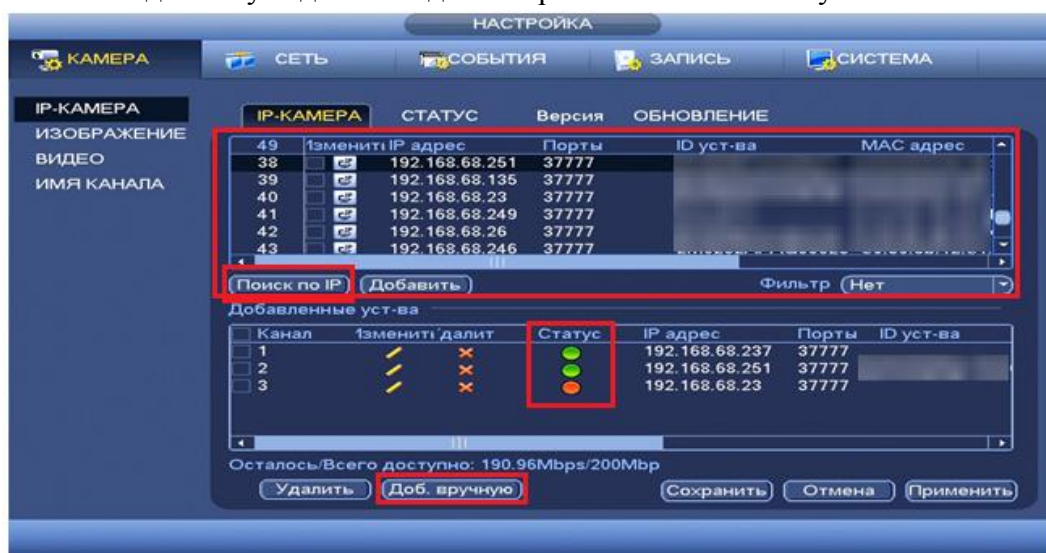 НАСТРОЙКА
КАМЕРА СЕТЬ СОБЫТИЯ ЗАПИСЬ СИСТЕМА
IP-КАМЕРА
ИЗОБРАЖЕНИЕ
ВИДЕО
ИМЯ КАНАЛА
IP-КАМЕРА СТАТУС Версия ОБНОВЛЕНИЕ
49 Изменить IP адрес Порты ID уст-ва MAC адрес
38 192.168.68.251 37777
39 192.168.68.135 37777
40 192.168.68.23 37777
41 192.168.68.249 37777
42 192.168.68.26 37777
43 192.168.68.246 37777
Поиск по IP Добавить Фильтр Нет
Добавленные уст-ва
Канал Изменить Удалит Статус IP адрес Порты ID уст-ва
1 192.168.68.237 37777
2 192.168.68.251 37777
3 192.168.68.23 37777
Осталось/Всего доступно: 190.96Mbps/200Mbp
Удалить Доб. вручную Сохранить Отмена Применить